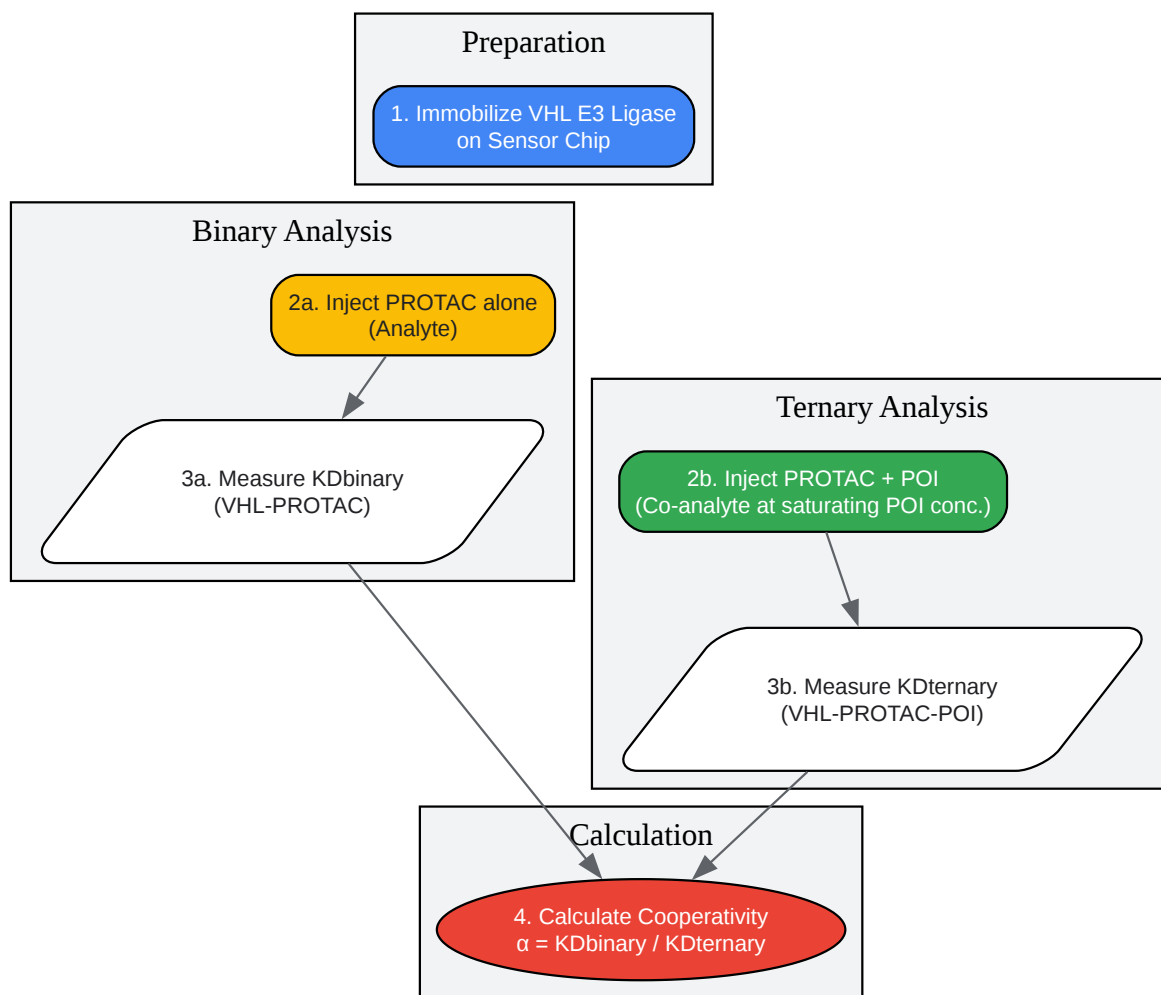 Preparation
1. Immobilize VHL E3 Ligase
on Sensor Chip
Binary Analysis
2a. Inject PROTAC alone
(Analyte)
3a. Measure KDbinary
(VHL-PROTAC)
Ternary Analysis
2b. Inject PROTAC + POI
(Co-analyte at saturating POI conc.)
3b. Measure KDternary
(VHL-PROTAC-POI)
Calculation
4. Calculate Cooperativity
α = KDbinary / KDternary